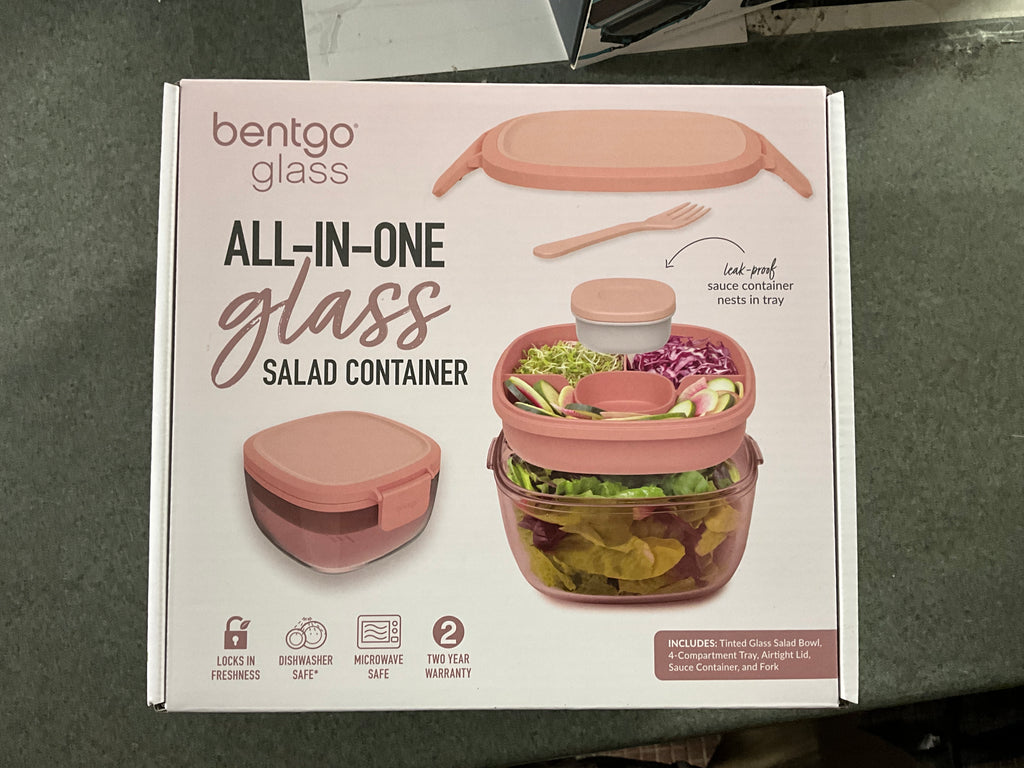 bentgo®
glass
ALL-IN-ONE
glass
SALAD CONTAINER
leak-proof
sauce container
nests in tray
LOCKS IN
FRESHNESS
DISHWASHER
SAFE*
MICROWAVE
SAFE
2
TWO YEAR
WARRANTY
INCLUDES: Tinted Glass Salad Bowl,
4-Compartment Tray, Airtight Lid,
Sauce Container, and Fork